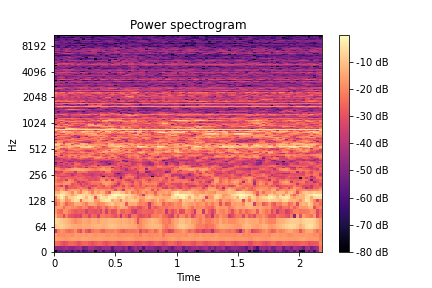 Power spectrogram
8192
4096
2048
1024
512
256
128
64
0
Hz
0 0.5 1 1.5 2
Time
-10 dB
-20 dB
-30 dB
-40 dB
-50 dB
-60 dB
-70 dB
-80 dB